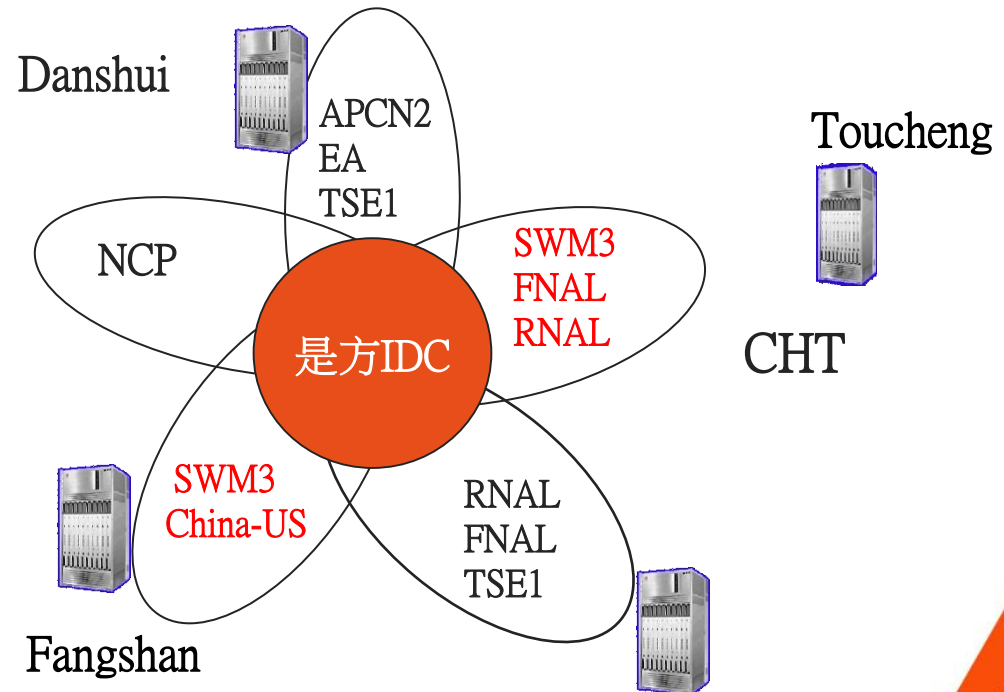 Danshui
APCN2
EA
TSE1
Toucheng
NCP
SWM3
FNAL
RNAL
是方IDC
CHT
SWM3
China-US
RNAL
FNAL
TSE1
Fangshan